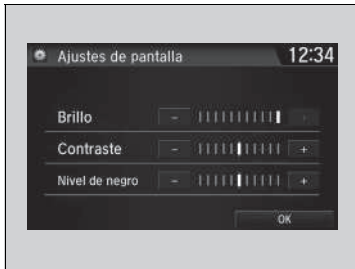 Ajustes de pantalla 12:34
Brillo - +
Contraste - +
Nivel de negro - +
OK